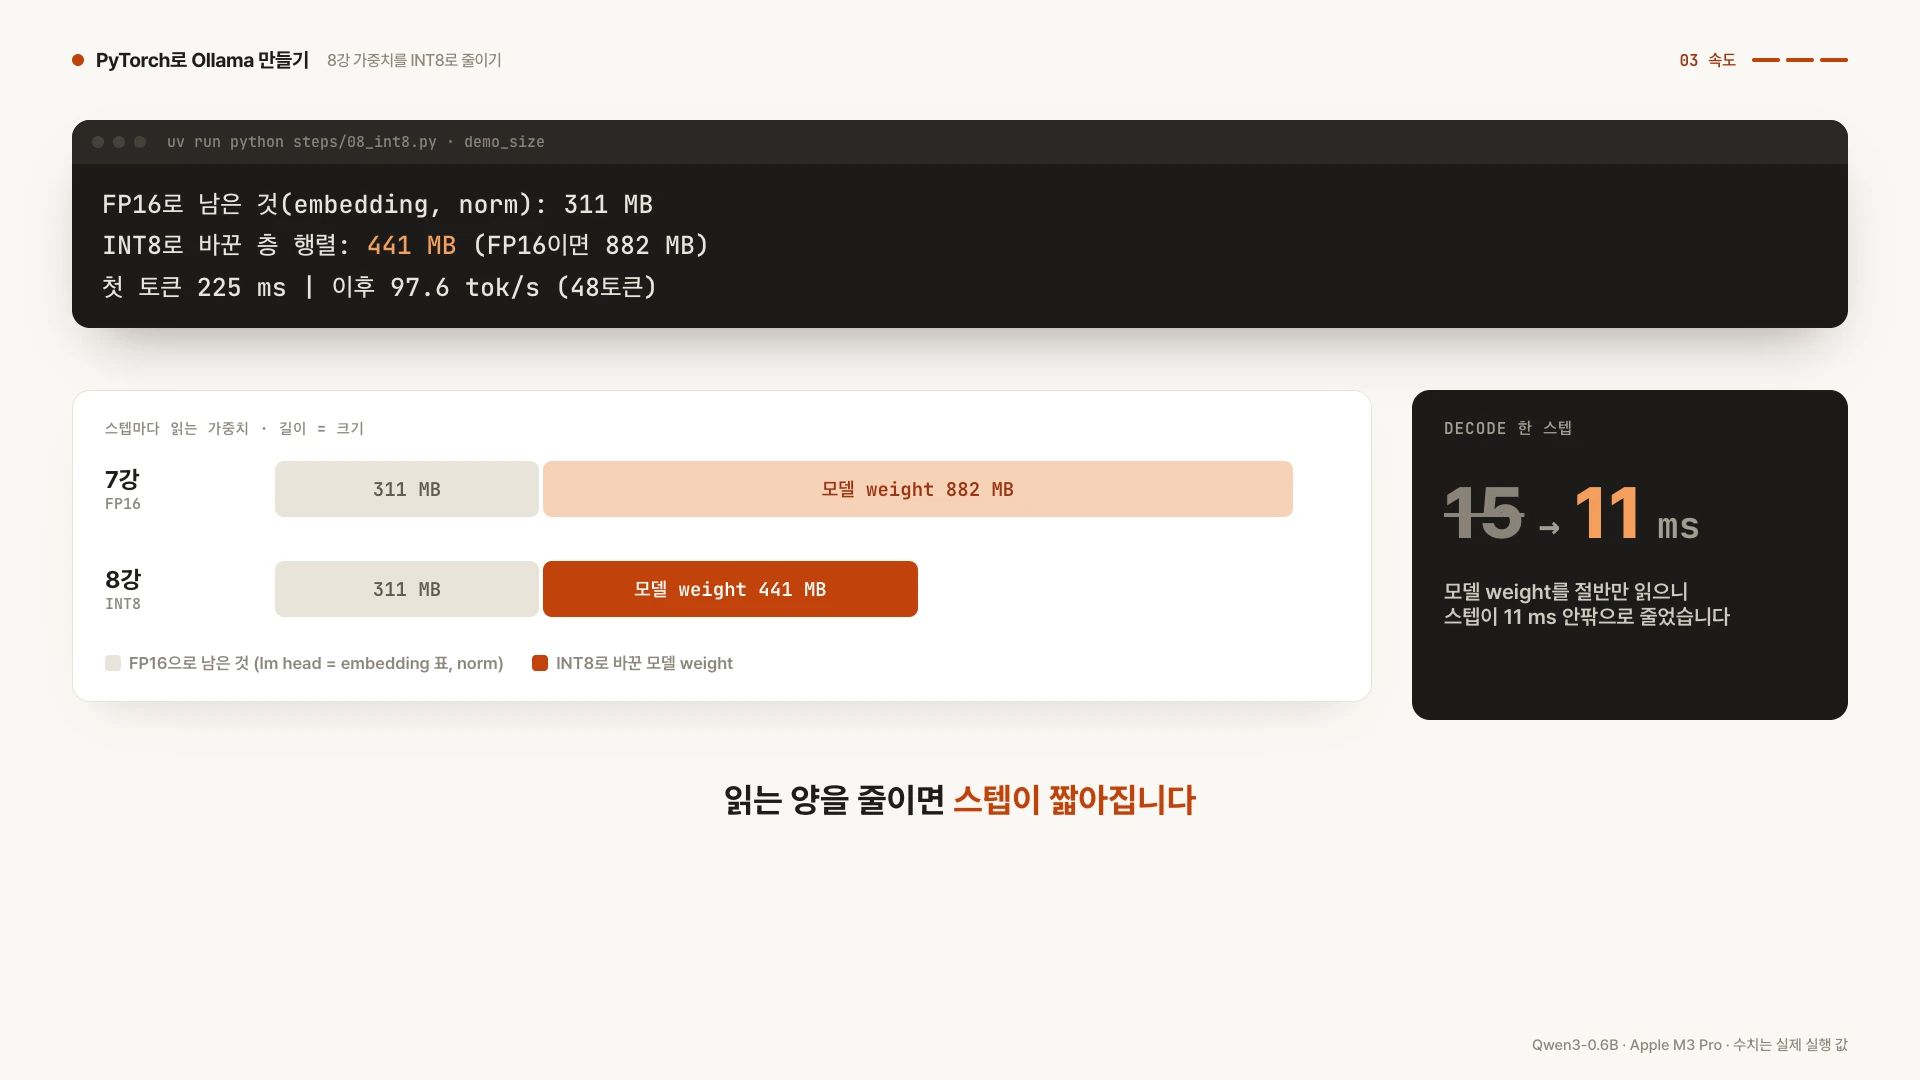 PyTorch로 Ollama 만들기 8강 가중치를 INT8로 줄이기
03 속도
uv run python steps/08_int8.py · demo_size
FP16로 남은 것(embedding, norm): 311 MB
INT8로 바꾼 층 행렬: 441 MB (FP16이면 882 MB)
첫 토큰 225 ms | 이후 97.6 tok/s (48토큰)
스텝마다 읽는 가중치 · 길이 = 크기
7강
FP16
311 MB
모델 weight 882 MB
8강
INT8
311 MB
모델 weight 441 MB
FP16으로 남은 것 (lm head = embedding 표, norm)
INT8로 바꾼 모델 weight
DECODE 한 스텝
15 → 11 ms
모델 weight를 절반만 읽으니
스텝이 11 ms 안팎으로 줄었습니다
읽는 양을 줄이면 스텝이 짧아집니다
Qwen3-0.6B · Apple M3 Pro · 수치는 실제 실행 값